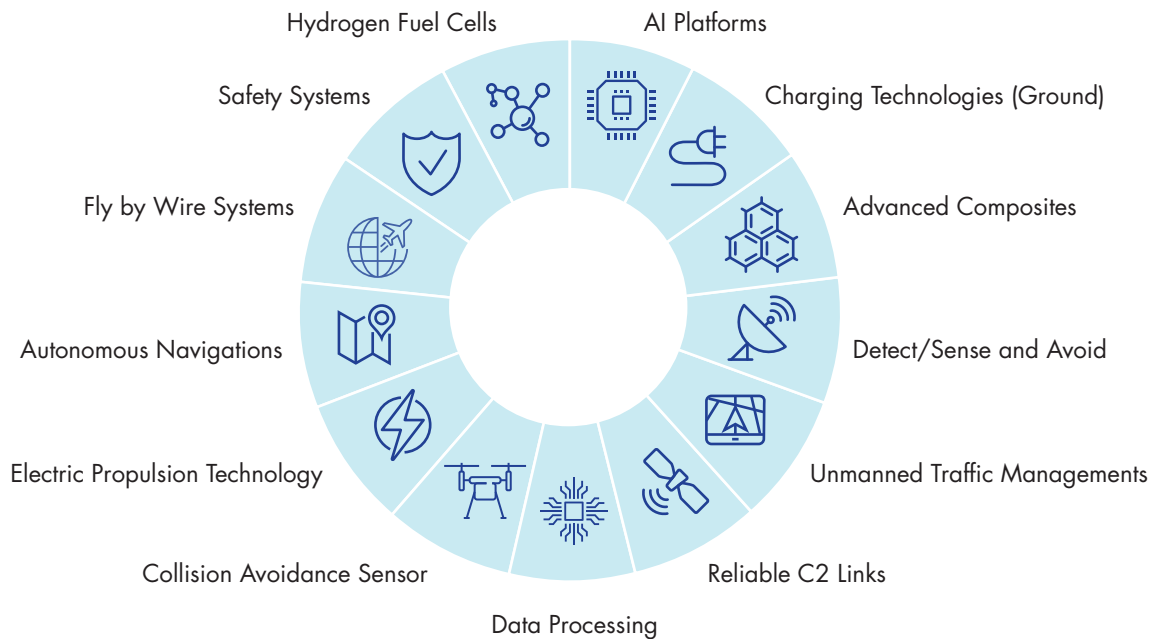 Hydrogen Fuel Cells
AI Platforms
Safety Systems
Charging Technologies (Ground)
Fly by Wire Systems
Advanced Composites
Autonomous Navigations
Detect/Sense and Avoid
Electric Propulsion Technology
Unmanned Traffic Managements
Collision Avoidance Sensor
Reliable C2 Links
Data Processing